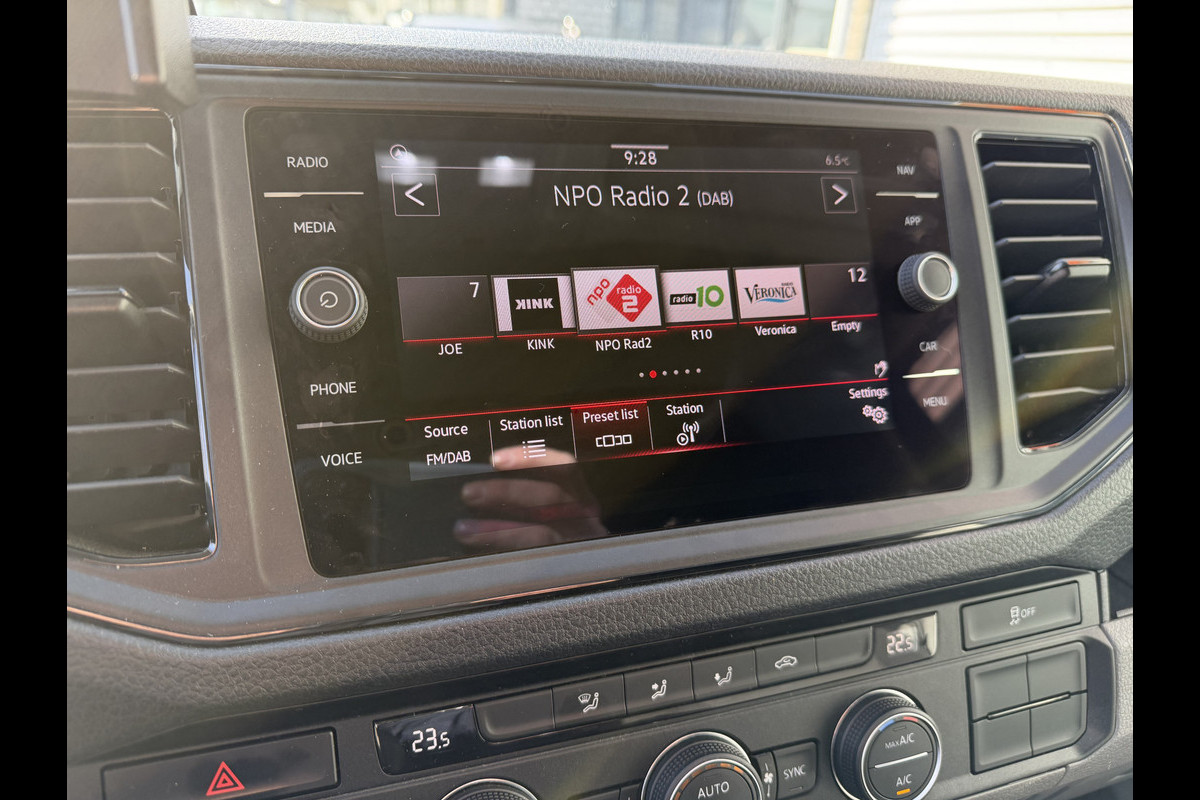 RADIO
MEDIA
PHONE
VOICE
9:28
6.5°C
< NPO Radio 2 (DAB) >
7
KINK
npo radio 2
radio 10
RADIO VERONICA
12
JOE
KINK
NPO Rad2
R10
Veronica
Empty
Source
FM/DAB
Station list
Preset list
Station
Settings
NAV
APP
CAR
MENU
OFF
22.5
23.5
AUTO
SYNC
MAX A/C
A/C